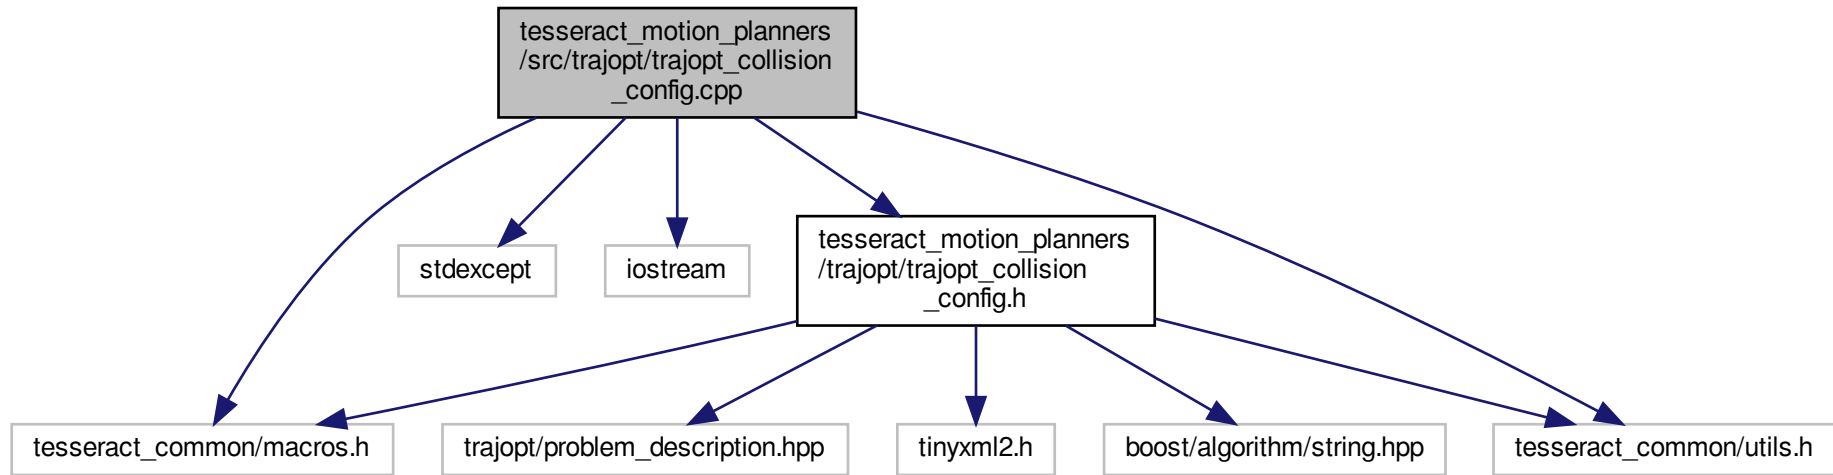 tesseract_motion_planners
/src/trajopt/trajopt_collision
_config.cpp
stdexcept
iostream
tesseract_motion_planners
/trajopt/trajopt_collision
_config.h
tesseract_common/macros.h
trajopt/problem_description.hpp
tinyxml2.h
boost/algorithm/string.hpp
tesseract_common/utils.h